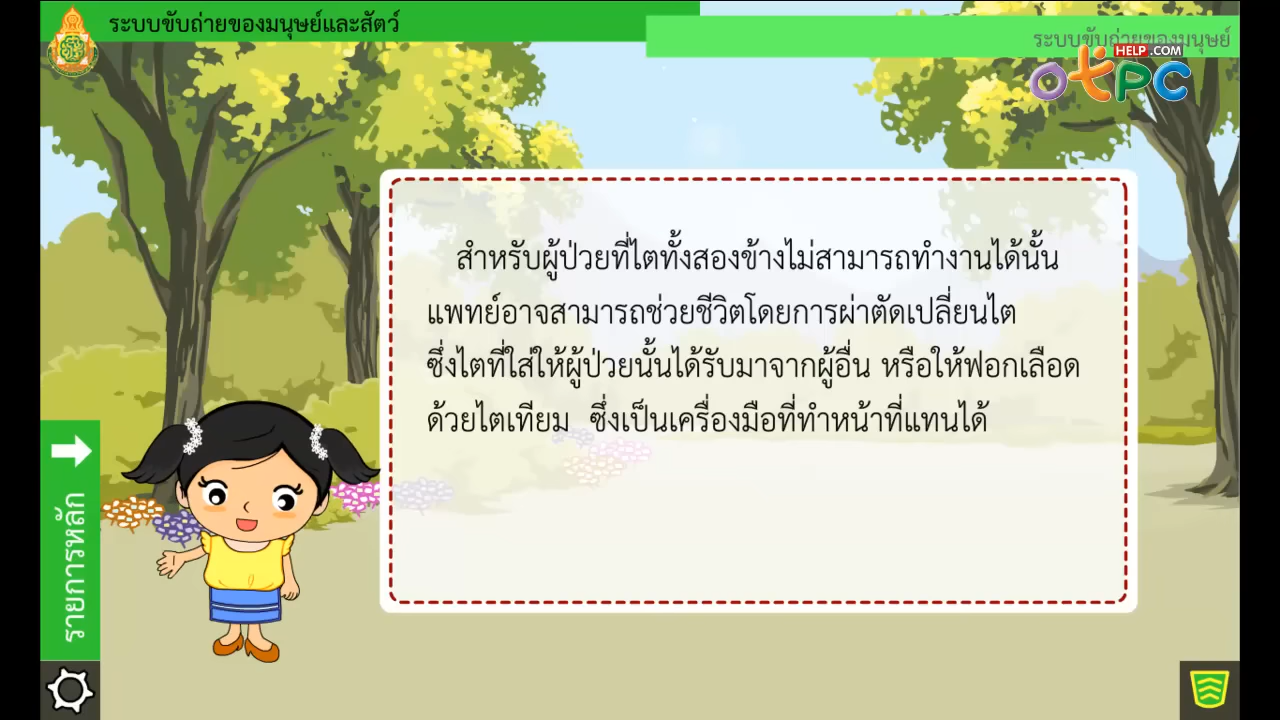 ระบบขับถ่ายของมนุษย์และสัตว์
ระบบขับถ่ายของมนุษย์
HELP .COM
OTPC
สำหรับผู้ป่วยที่ไตทั้งสองข้างไม่สามารถทำงานได้นั้น
แพทย์อาจสามารถช่วยชีวิตโดยการผ่าตัดเปลี่ยนไต
ซึ่งไตที่ใส่ให้ผู้ป่วยนั้นได้รับมาจากผู้อื่น หรือให้ฟอกเลือด
ด้วยไตเทียม ซึ่งเป็นเครื่องมือที่ทำหน้าที่แทนได้
รายการหลัก